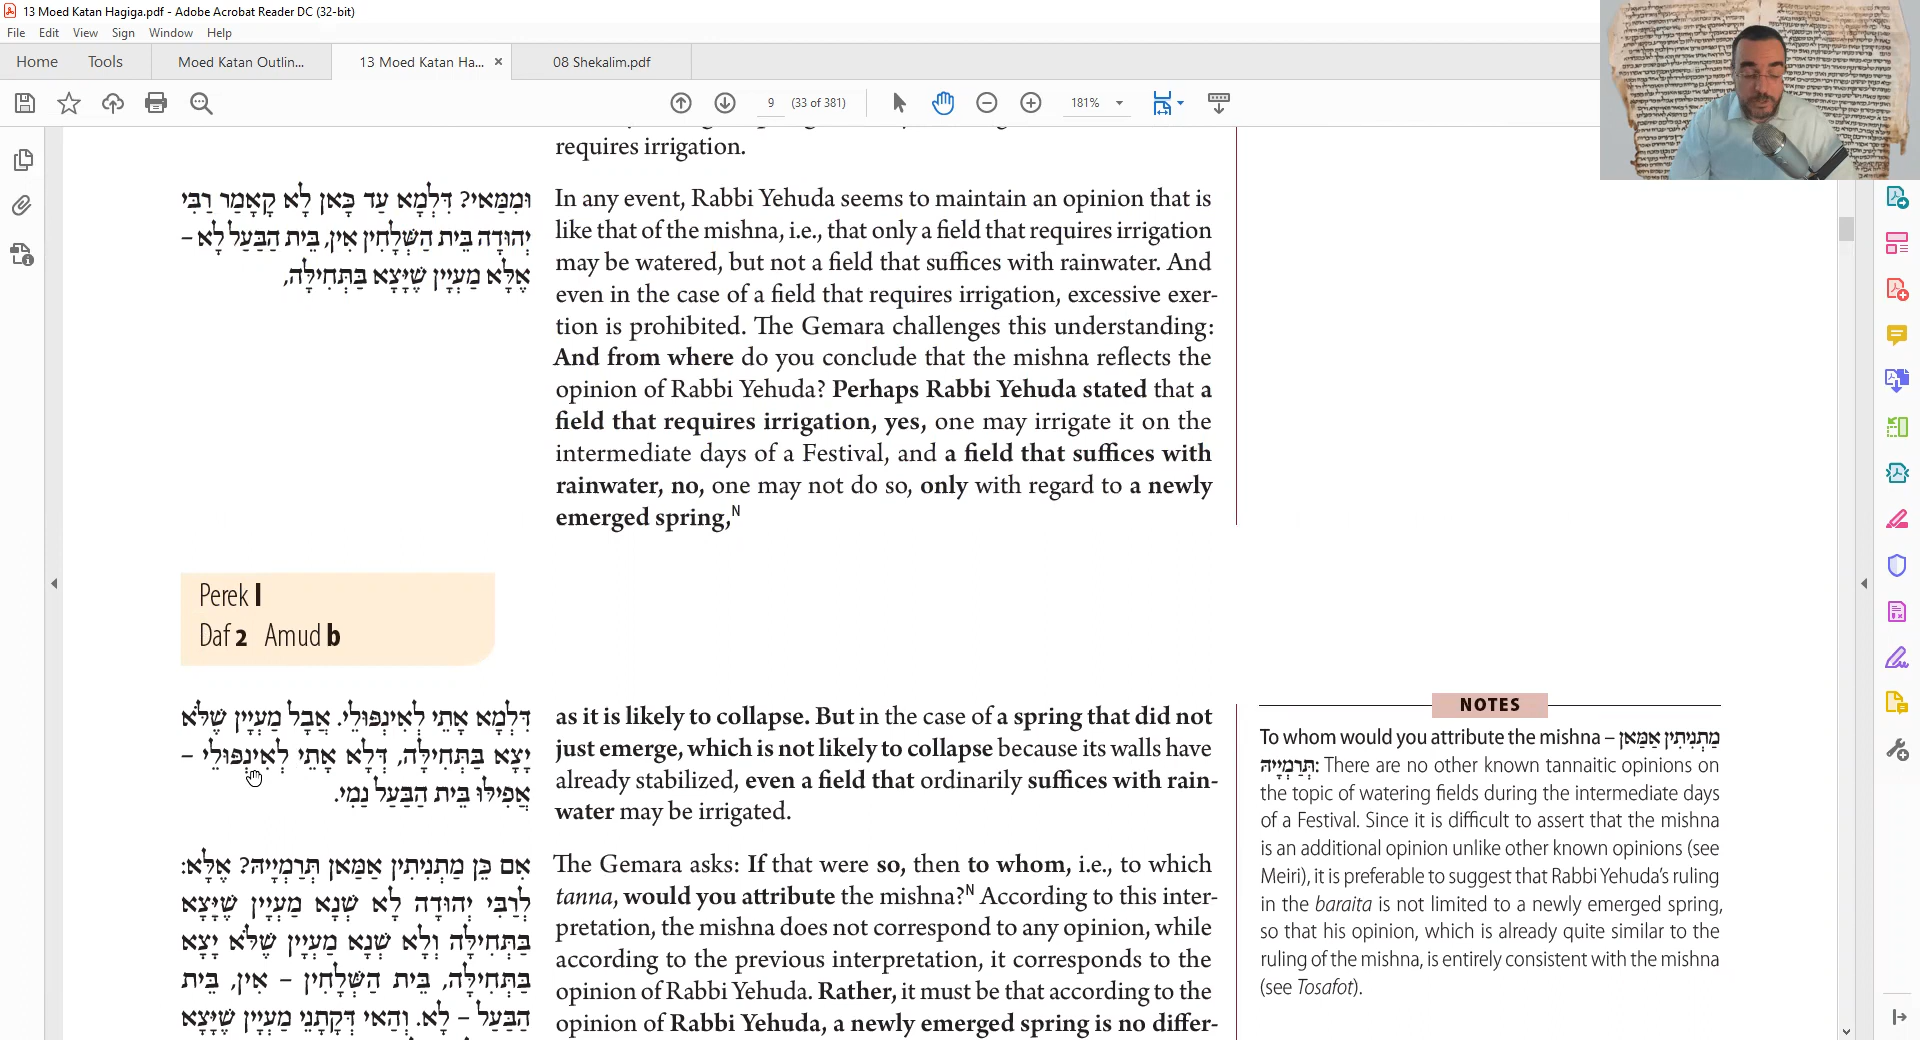 13 Moed Katan Hagiga.pdf - Adobe Acrobat Reader DC (32-bit)
File Edit View Sign Window Help
Home Tools Moed Katan Outlin... 13 Moed Katan Ha... × 08 Shekalim.pdf
9 (33 of 381) 181%
requires irrigation.
וּמִמַּאי? דִּלְמָא עַד כָּאן לָא קָאָמַר רַבִּי
יְהוּדָה בֵּית הַשְּׁלָחִין אִין, בֵּית הַבַּעַל לָא –
אֶלָּא מַעְיָין שֶׁיָּצָא בַּתְּחִילָּה,
In any event, Rabbi Yehuda seems to maintain an opinion that is
like that of the mishna, i.e., that only a field that requires irrigation
may be watered, but not a field that suffices with rainwater. And
even in the case of a field that requires irrigation, excessive exer-
tion is prohibited. The Gemara challenges this understanding:
And from where do you conclude that the mishna reflects the
opinion of Rabbi Yehuda? Perhaps Rabbi Yehuda stated that a
field that requires irrigation, yes, one may irrigate it on the
intermediate days of a Festival, and a field that suffices with
rainwater, no, one may not do so, only with regard to a newly
emerged spring,N
Perek I
Daf 2 Amud b
דִּלְמָא אָתֵי לְאִינְפּוּלֵי. אֲבָל מַעְיָין שֶׁלֹּא
יָצָא בַּתְּחִילָּה, דְּלָא אָתֵי לְאִינְפּוּלֵי –
אֲפִילּוּ בֵּית הַבַּעַל נַמִי.
as it is likely to collapse. But in the case of a spring that did not
just emerge, which is not likely to collapse because its walls have
already stabilized, even a field that ordinarily suffices with rain-
water may be irrigated.
אִם כֵּן מַתְנִיתִין אַמַּאן תִּרַמְיֵיהּ? אֶלָּא:
לְרַבִּי יְהוּדָה לָא שְׁנָא מַעְיָין שֶׁיָּצָא
בַּתְּחִילָּה וְלָא שְׁנָא מַעְיָין שֶׁלֹּא יָצָא
בַּתְּחִילָּה, בֵּית הַשְּׁלָחִין – אִין, בֵּית
הַבַּעַל – לָא. וְהַאי דְּקָתָנֵי מַעְיָין שֶׁיָּצָא
The Gemara asks: If that were so, then to whom, i.e., to which
tanna, would you attribute the mishna?N According to this inter-
pretation, the mishna does not correspond to any opinion, while
according to the previous interpretation, it corresponds to the
opinion of Rabbi Yehuda. Rather, it must be that according to the
opinion of Rabbi Yehuda, a newly emerged spring is no differ-
NOTES
To whom would you attribute the mishna – מַתְנִיתִין אַמַּאן
תִּרַמְיֵיהּ: There are no other known tannaitic opinions on
the topic of watering fields during the intermediate days
of a Festival. Since it is difficult to assert that the mishna
is an additional opinion unlike other known opinions (see
Meiri), it is preferable to suggest that Rabbi Yehuda's ruling
in the baraita is not limited to a newly emerged spring,
so that his opinion, which is already quite similar to the
ruling of the mishna, is entirely consistent with the mishna
(see Tosafot).